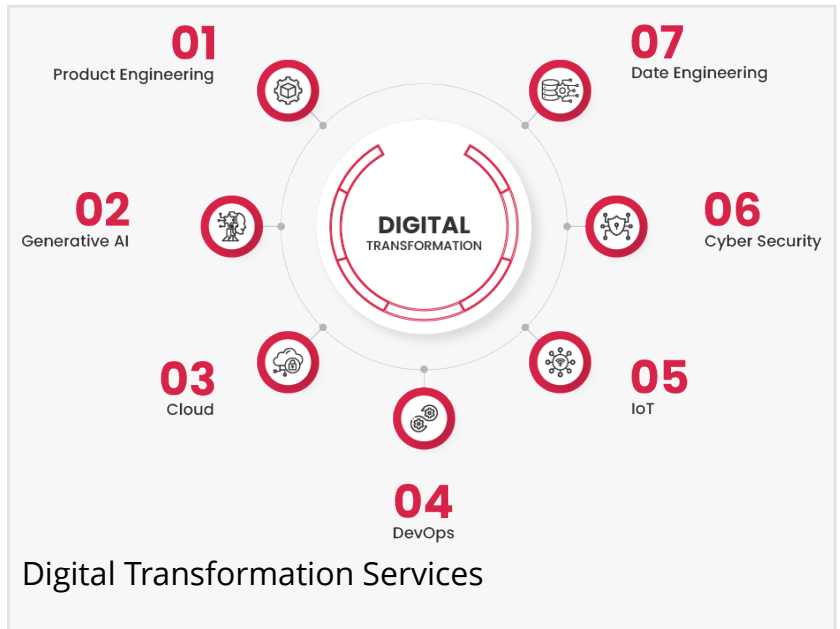 01
Product Engineering
07
Date Engineering
02
Generative AI
DIGITAL
TRANSFORMATION
06
Cyber Security
03
Cloud
05
IoT
04
DevOps
Digital Transformation Services